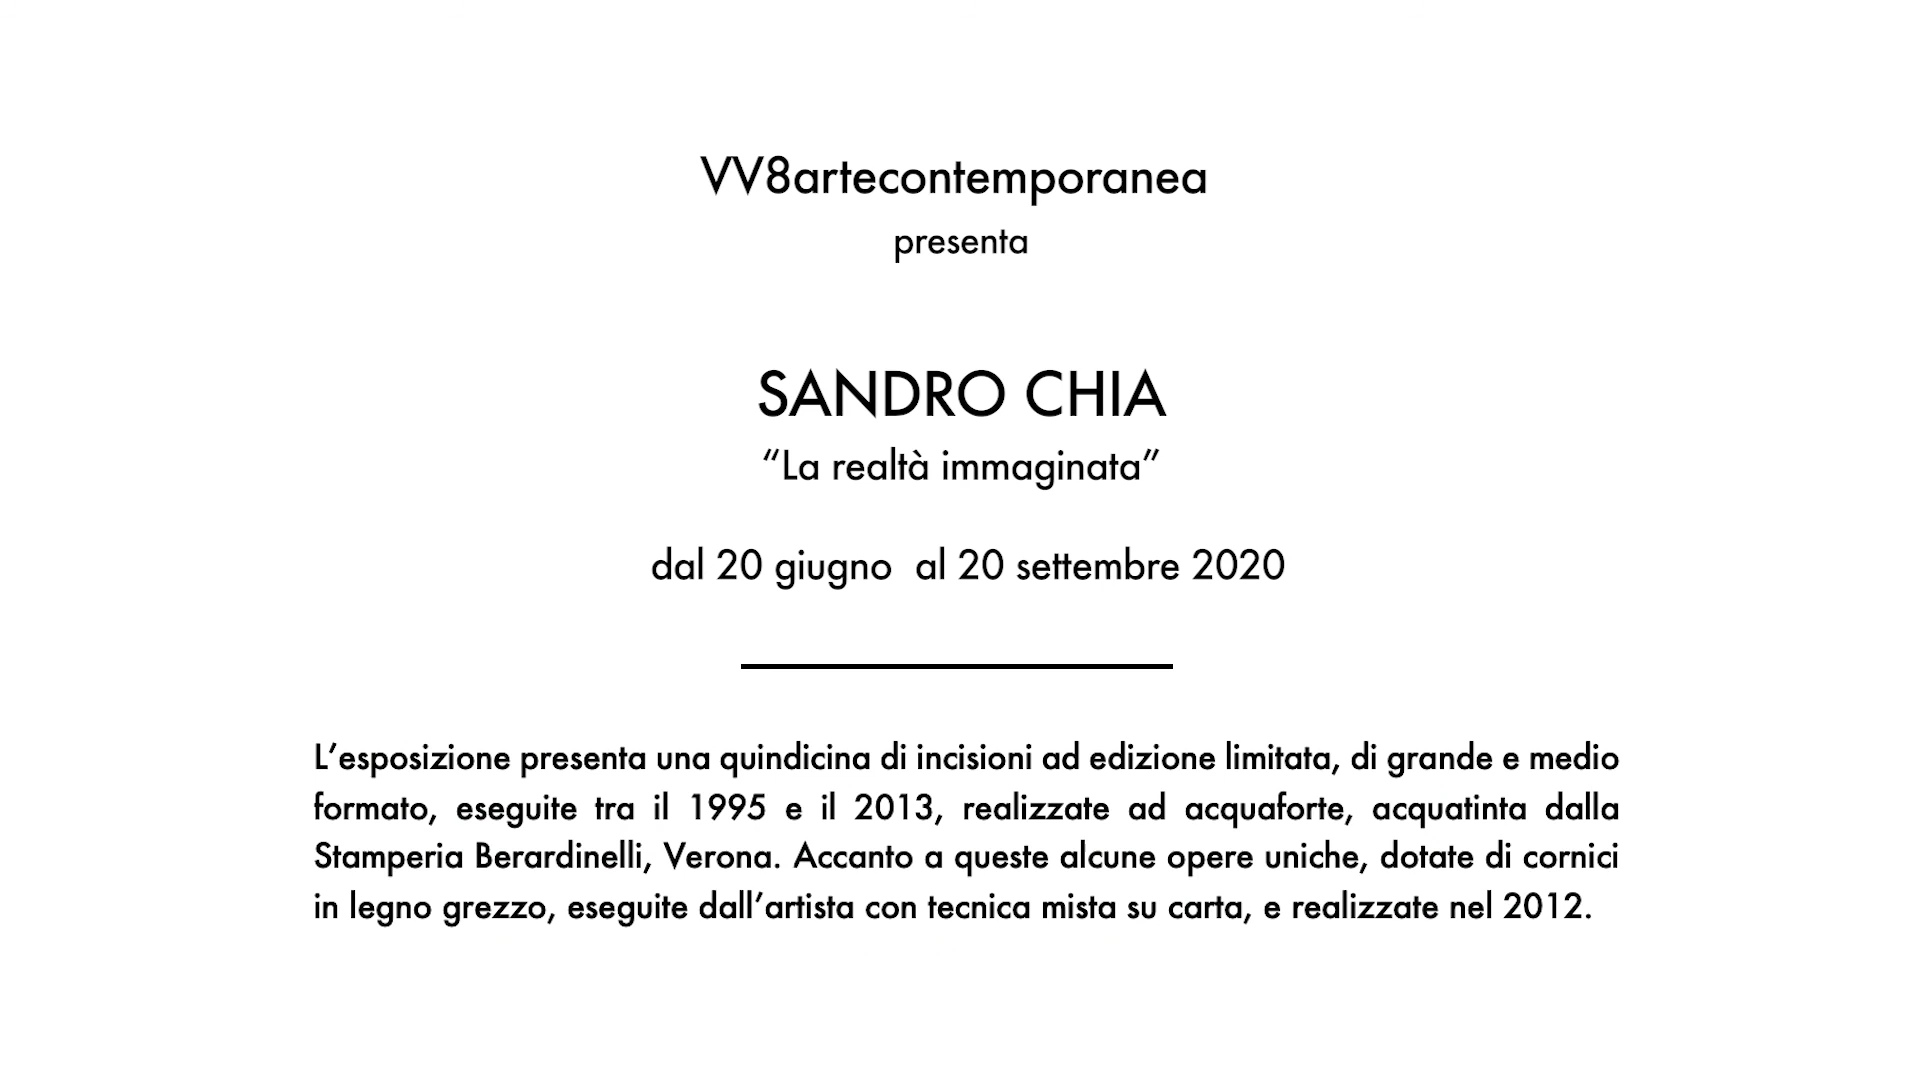 VV8artecontemporanea
presenta
SANDRO CHIA
“La realtà immaginata”
dal 20 giugno  al 20 settembre 2020
L’esposizione presenta una quindicina di incisioni ad edizione limitata, di grande e medio
formato, eseguite tra il 1995 e il 2013, realizzate ad acquaforte, acquatinta dalla
Stamperia Berardinelli, Verona. Accanto a queste alcune opere uniche, dotate di cornici
in legno grezzo, eseguite dall’artista con tecnica mista su carta, e realizzate nel 2012.